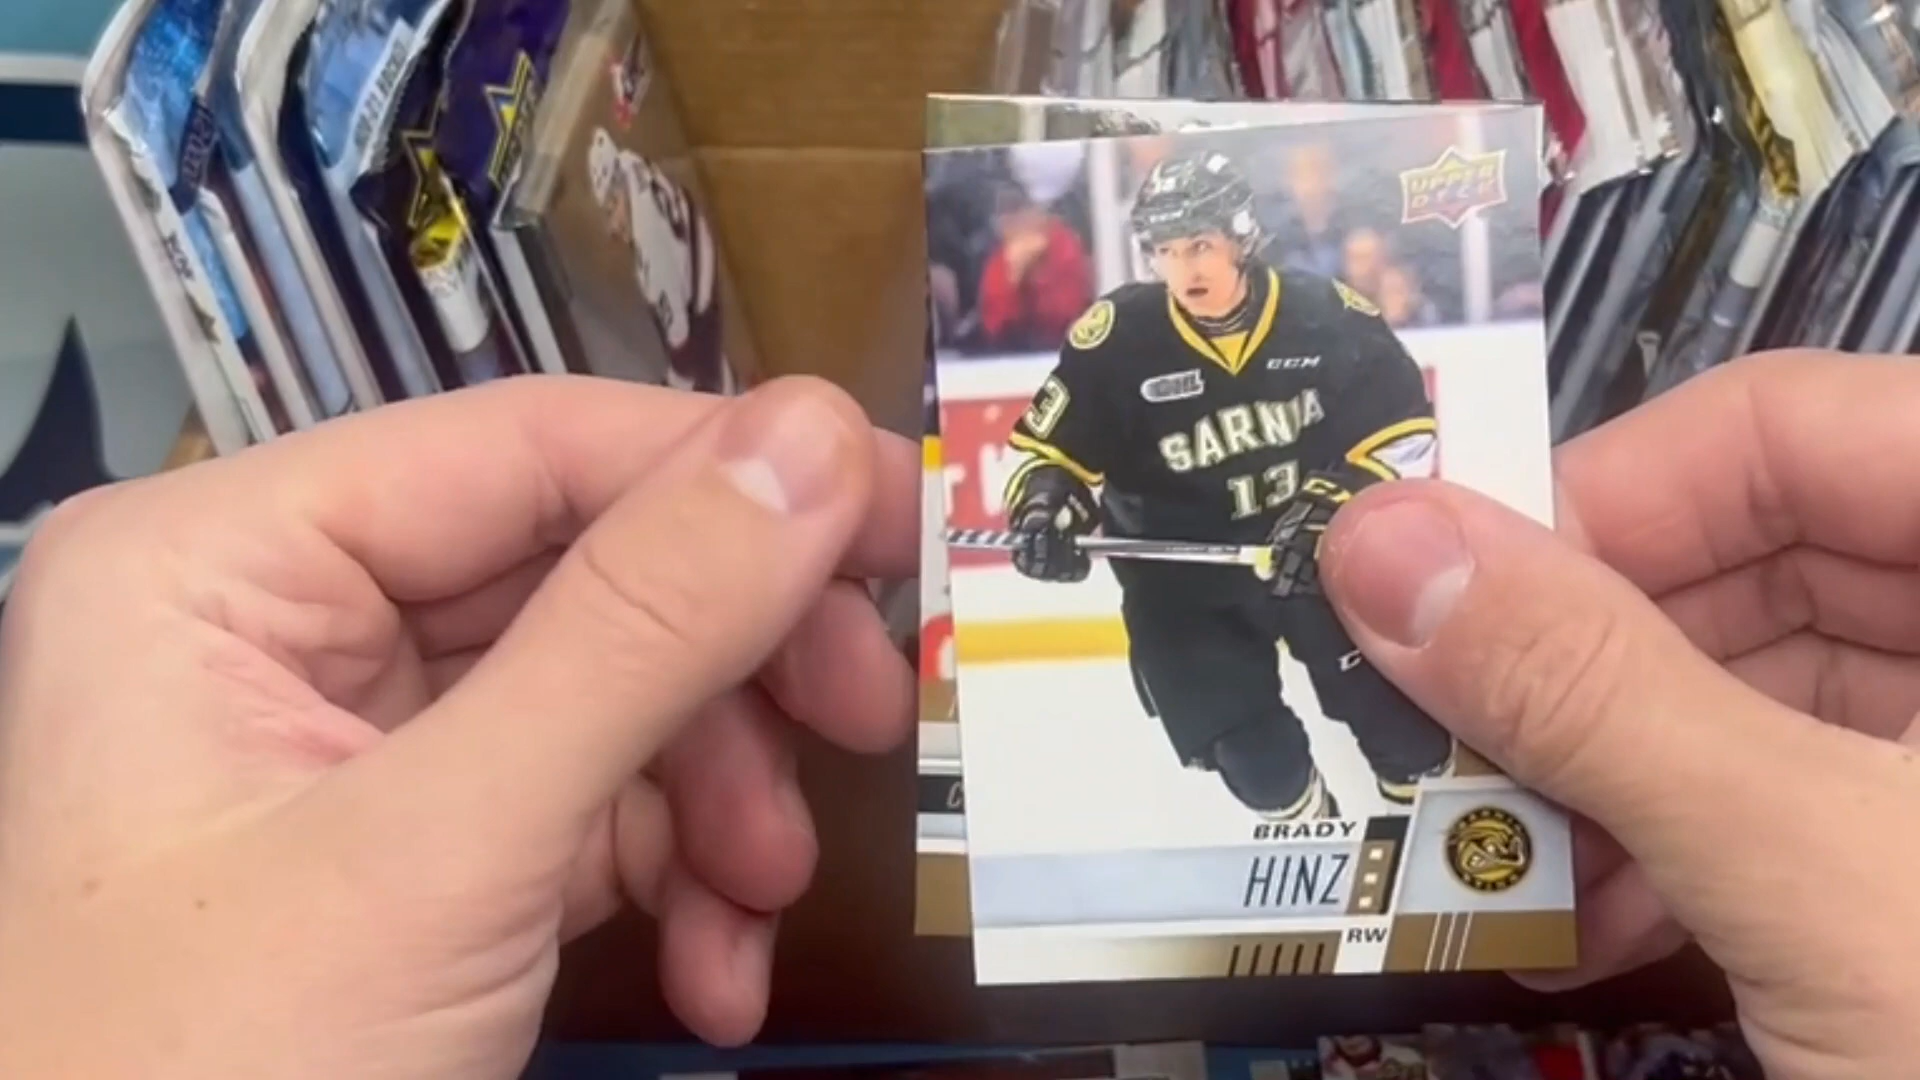 UPPER
DECK
CCM
OHL
SARNIA
13
BRADY
HINZ
RW